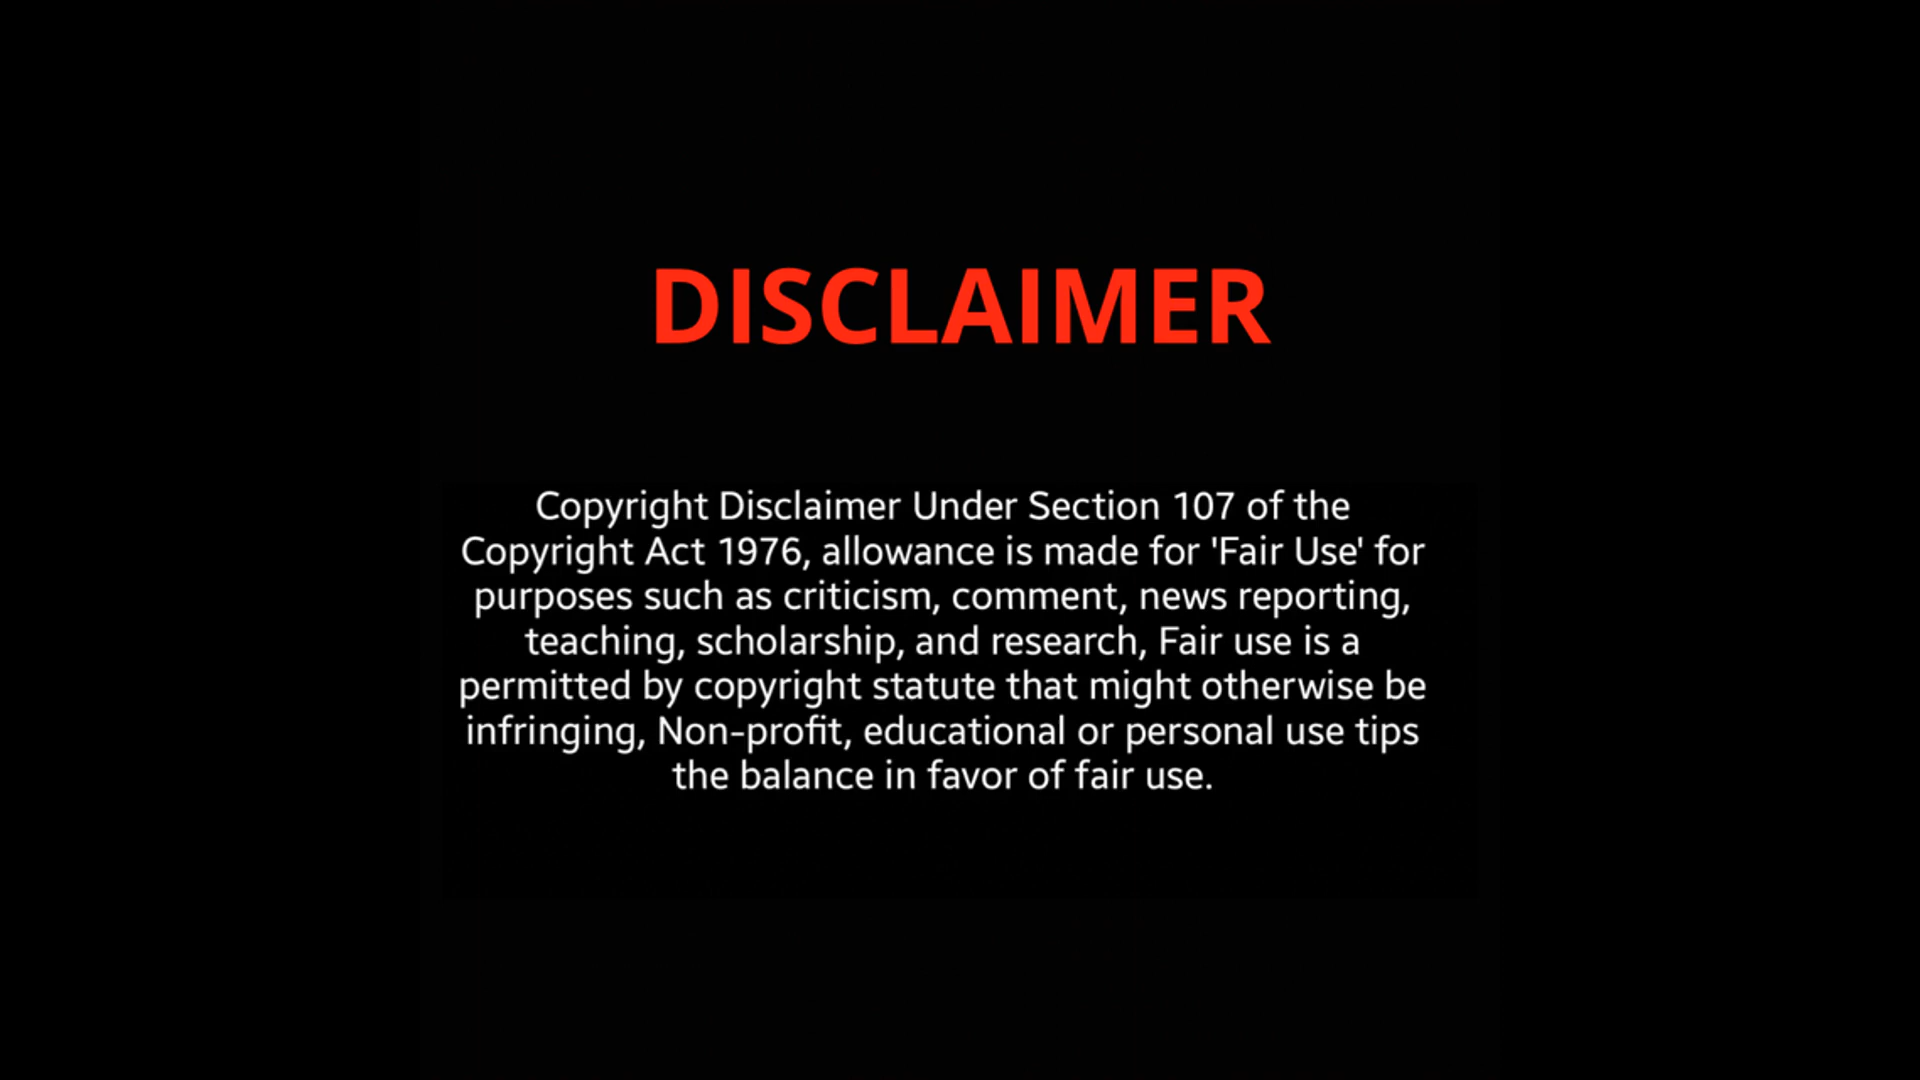 DISCLAIMER
Copyright Disclaimer Under Section 107 of the
Copyright Act 1976, allowance is made for 'Fair Use' for
purposes such as criticism, comment, news reporting,
teaching, scholarship, and research, Fair use is a
permitted by copyright statute that might otherwise be
infringing, Non-profit, educational or personal use tips
the balance in favor of fair use.